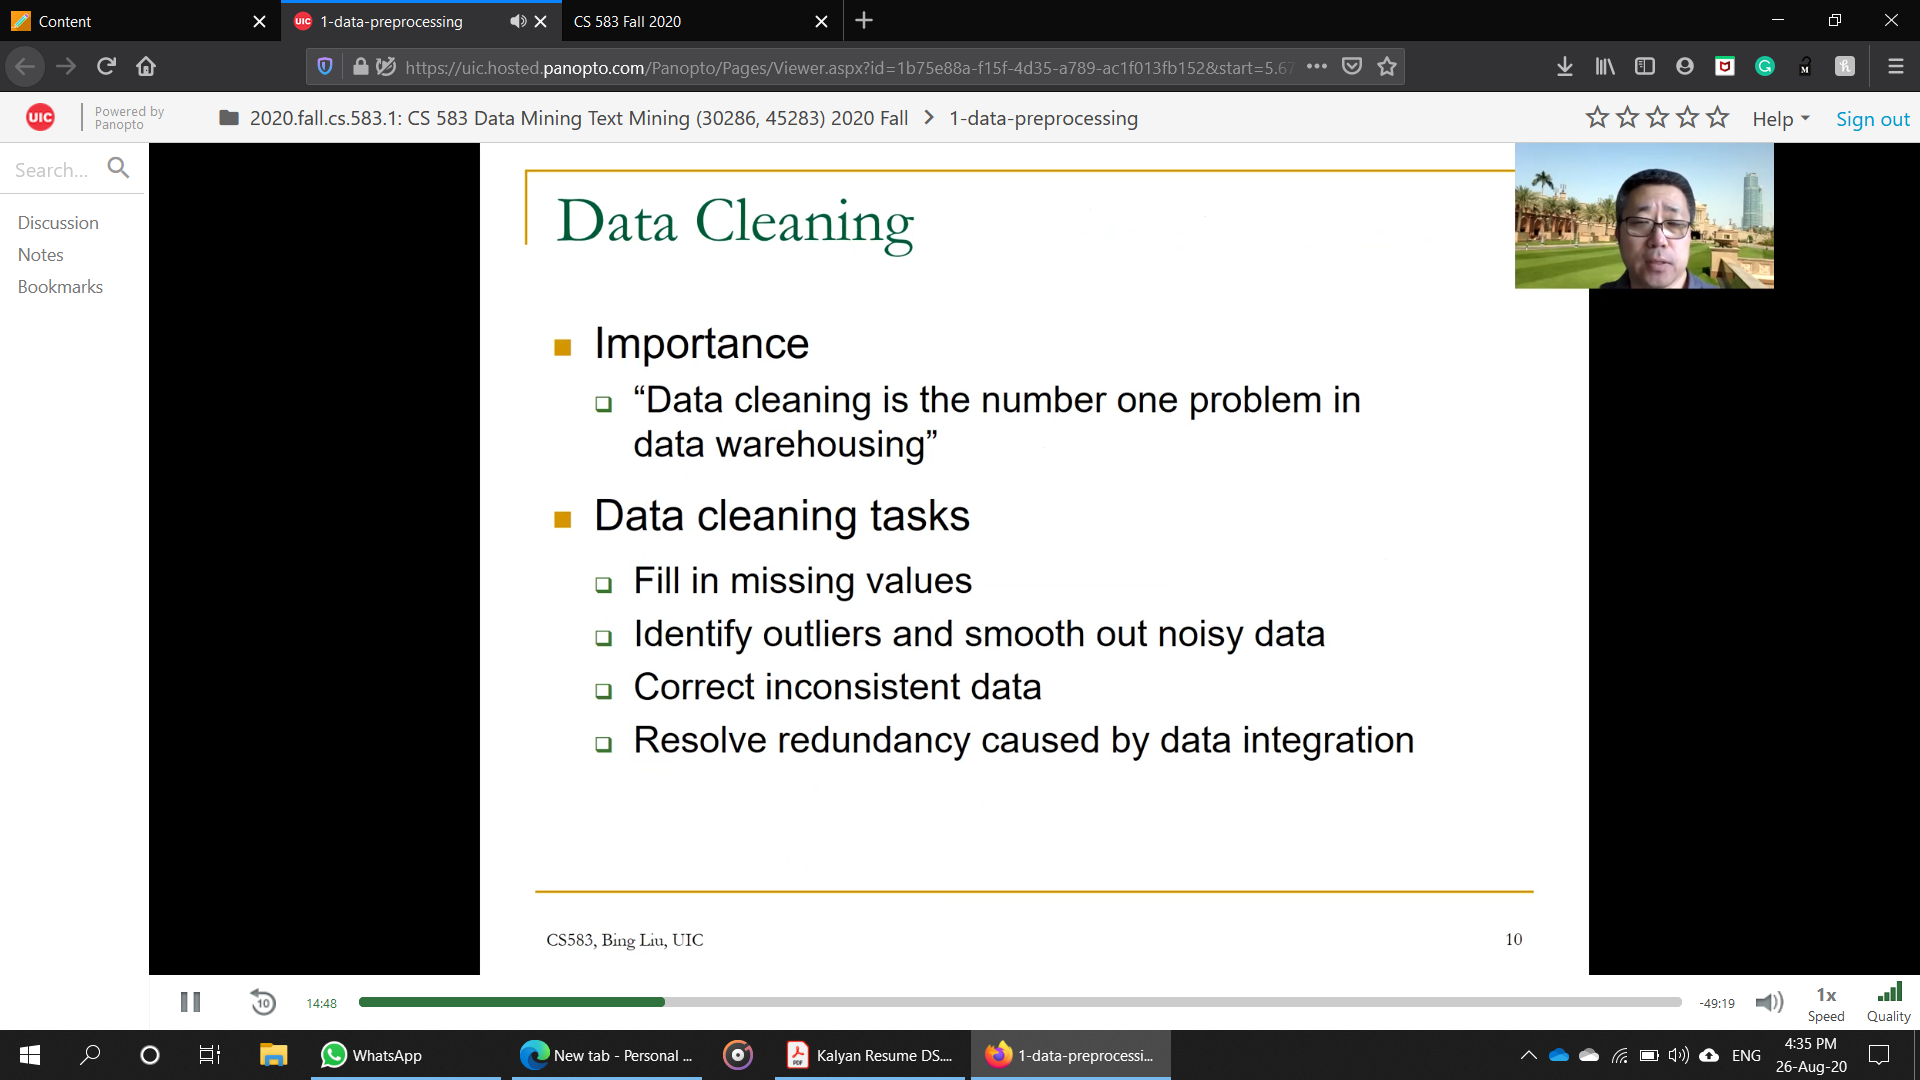 Content
1-data-preprocessing
CS 583 Fall 2020
https://uic.hosted.panopto.com/Panopto/Pages/Viewer.aspx?id=1b75e88a-f15f-4d35-a789-ac1f013fb152&start=5.67
UIC
Powered by
Panopto
2020.fall.cs.583.1: CS 583 Data Mining Text Mining (30286, 45283) 2020 Fall > 1-data-preprocessing
Help
Sign out
Search...
Discussion
Notes
Bookmarks
Data Cleaning
Importance
“Data cleaning is the number one problem in
data warehousing”
Data cleaning tasks
Fill in missing values
Identify outliers and smooth out noisy data
Correct inconsistent data
Resolve redundancy caused by data integration
CS583, Bing Liu, UIC
10
10
14:48
-49:19
1x
Speed
Quality
WhatsApp
New tab - Personal ...
Kalyan Resume DS....
1-data-preprocessi...
ENG
4:35 PM
26-Aug-20